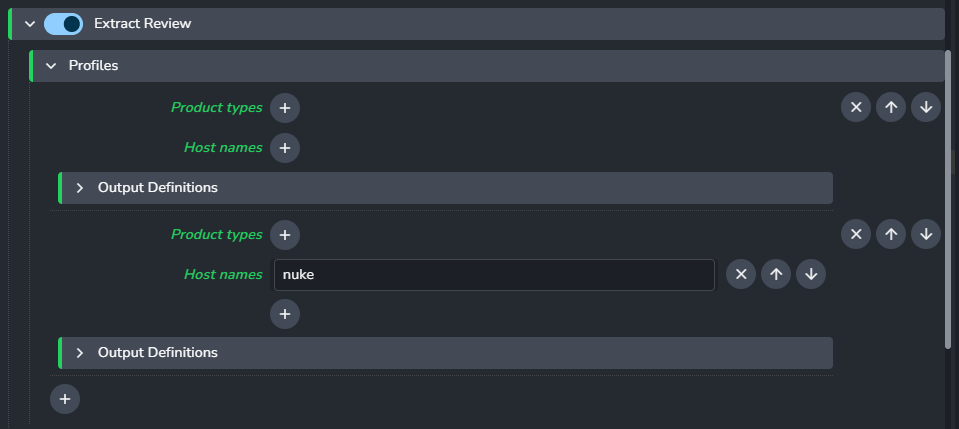 Extract Review
Profiles
Product types
Host names
Output Definitions
Product types
Host names nuke
Output Definitions